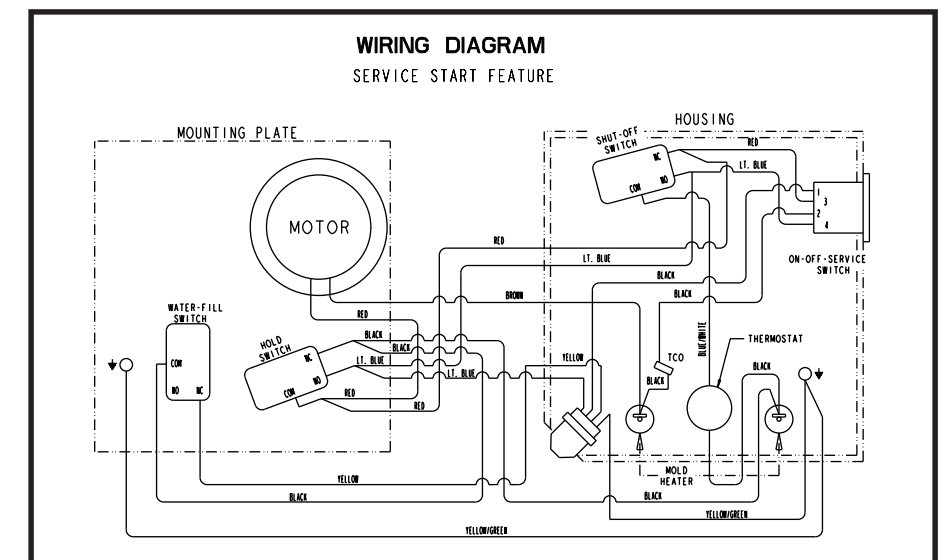 WIRING DIAGRAM
SERVICE START FEATURE
MOUNTING PLATE
HOUSING
SHUT-OFF
SWITCH
NC
NO
COM
RED
LT. BLUE
1
3
2
4
ON-OFF-SERVICE
SWITCH
MOTOR
RED
LT. BLUE
BLACK
BLACK
BROWN
WATER-FILL
SWITCH
COM
NO
NC
RED
HOLD
SWITCH
NC
NO
COM
BLACK
BLACK
LT. BLUE
LT. BLUE
RED
RED
YELLOW
BLUE/WHITE
THERMOSTAT
TCO
BLACK
BLACK
MOLD
HEATER
YELLOW
BLACK
BLACK
YELLOW/GREEN
YELLOW/GREEN